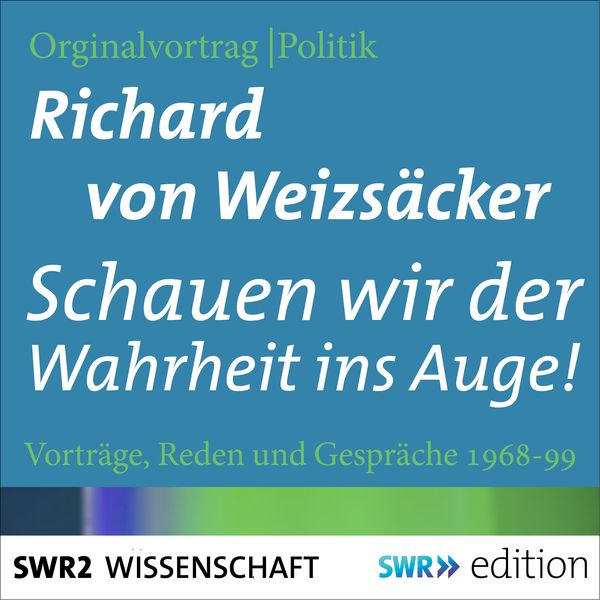 Orginalvortrag | Politik
Richard
von Weizsäcker
Schauen wir der
Wahrheit ins Auge!
Vorträge, Reden und Gespräche 1968-99
SWR2 WISSENSCHAFT
SWR» edition